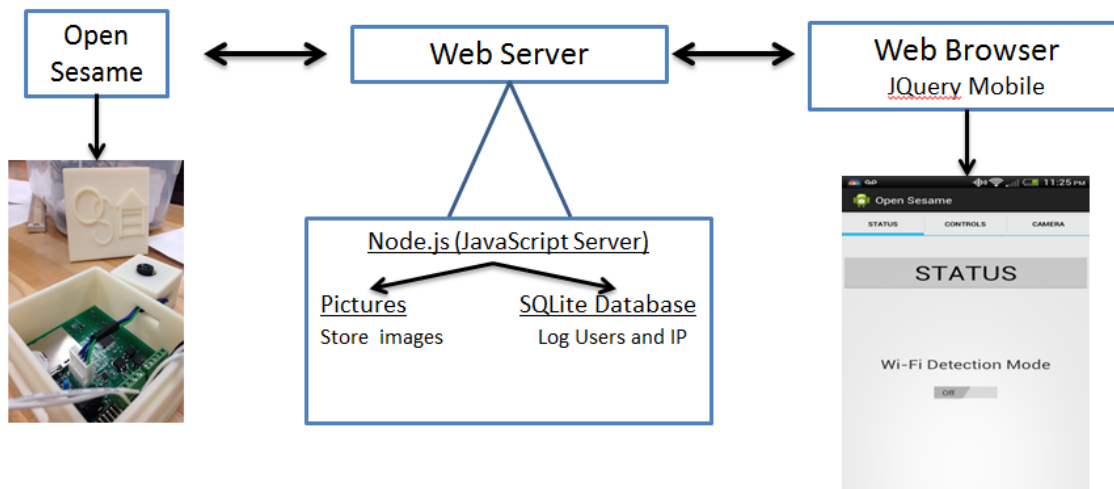 Open
Sesame
Web Server
Web Browser
JQuery Mobile
Node.js (JavaScript Server)
Pictures
SQLite Database
Store images
Log Users and IP
11:25 PM
Open Sesame
STATUS
CONTROLS
CAMERA
STATUS
Wi-Fi Detection Mode
Off